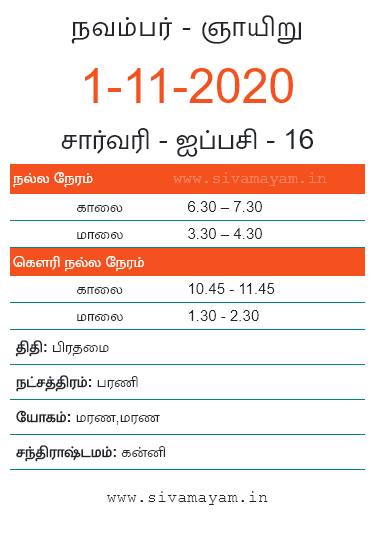 நவம்பர் - ஞாயிறு
1-11-2020
சார்வரி - ஐப்பசி - 16
நல்ல நேரம் www.sivamayam.in
காலை 6.30 – 7.30
மாலை 3.30 – 4.30
கௌரி நல்ல நேரம்
காலை 10.45 - 11.45
மாலை 1.30 - 2.30
திதி: பிரதமை
நட்சத்திரம்: பரணி
யோகம்: மரண,மரண
சந்திராஷ்டமம்: கன்னி
www.sivamayam.in